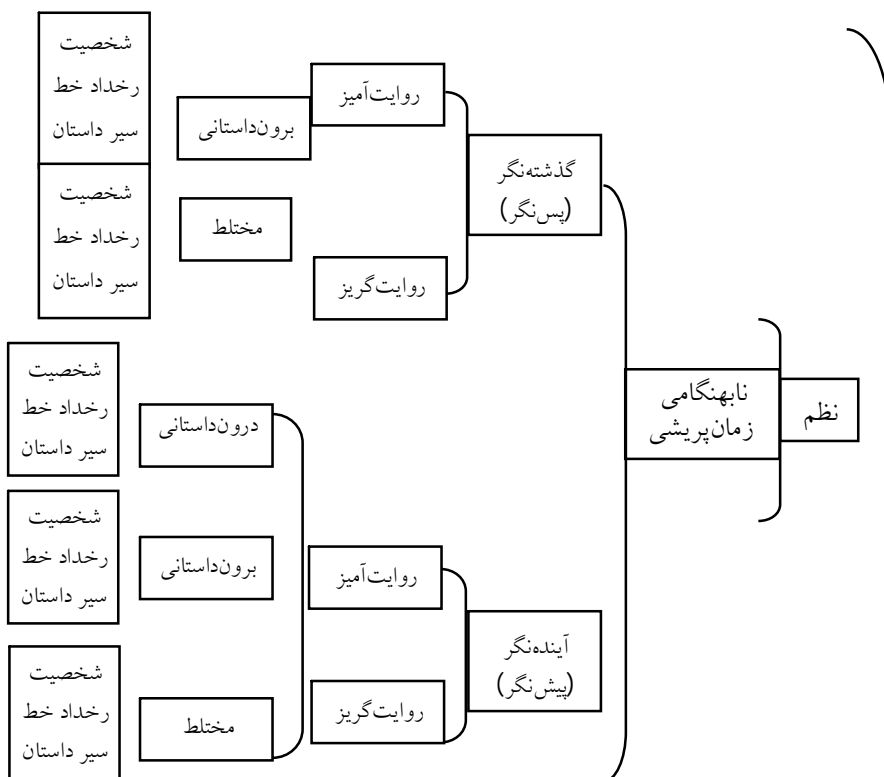 نظم
نابهنگامی
زمان‌پریشی
گذشته‌نگر
(پس‌نگر)
روایت‌آمیز
برون‌داستانی
شخصیت
رخداد خط
سیر داستان
مختلط
شخصیت
رخداد خط
سیر داستان
روایت‌گریز
آینده‌نگر
(پیش‌نگر)
روایت‌آمیز
روایت‌گریز
درون‌داستانی
شخصیت
رخداد خط
سیر داستان
برون‌داستانی
شخصیت
رخداد خط
سیر داستان
مختلط
شخصیت
رخداد خط
سیر داستان